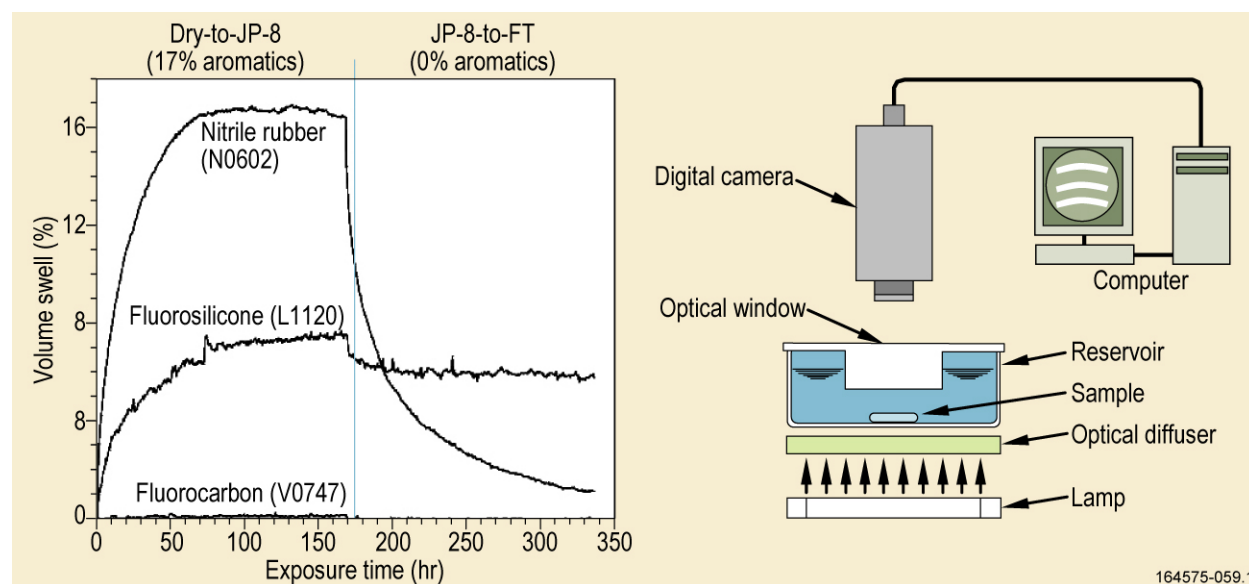 Dry-to-JP-8
(17% aromatics)
JP-8-to-FT
(0% aromatics)
Volume swell (%)
16
12
8
8
0
Nitrile rubber
(N0602)
Fluorosilicone (L1120)
Fluorocarbon (V0747)
0
50
100
150
200
250
300
350
Exposure time (hr)
Digital camera
Computer
Optical window
Reservoir
Sample
Optical diffuser
Lamp